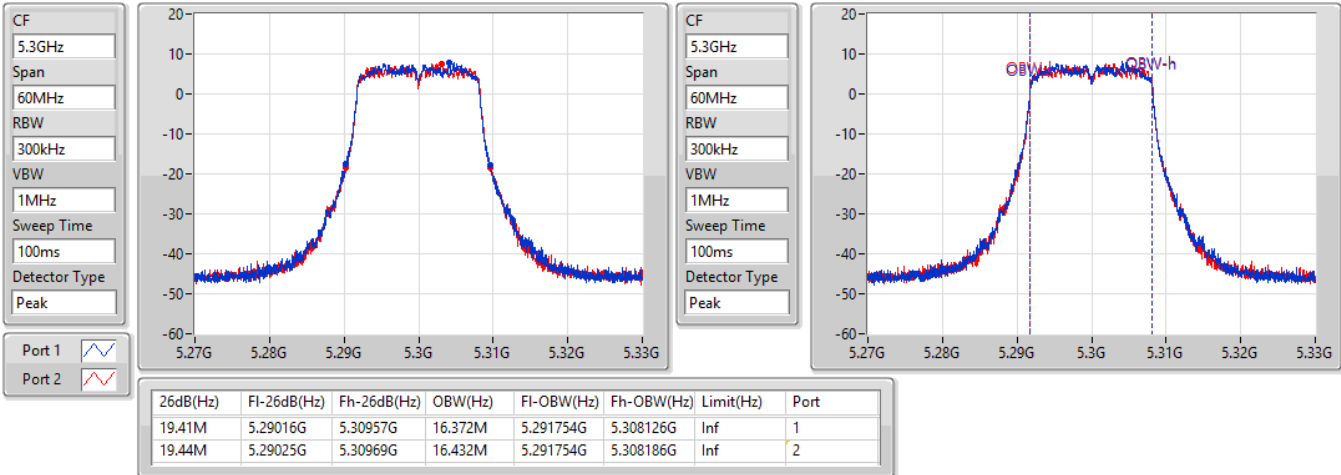 CF
5.3GHz
Span
60MHz
RBW
300kHz
VBW
1MHz
Sweep Time
100ms
Detector Type
Peak
20
10
0
-10
-20
-30
-40
-50
-60
5.27G 5.28G 5.29G 5.3G 5.31G 5.32G 5.33G
CF
5.3GHz
Span
60MHz
RBW
300kHz
VBW
1MHz
Sweep Time
100ms
Detector Type
Peak
20
10
0
-10
-20
-30
-40
-50
-60
OBW-h
5.27G 5.28G 5.29G 5.3G 5.31G 5.32G 5.33G
Port 1
Port 2
26dB(Hz) Fl-26dB(Hz) Fh-26dB(Hz) OBW(Hz) Fl-OBW(Hz) Fh-OBW(Hz) Limit(Hz) Port
19.41M 5.29016G 5.30957G 16.372M 5.291754G 5.308126G Inf 1
19.44M 5.29025G 5.30969G 16.432M 5.291754G 5.308186G Inf 2